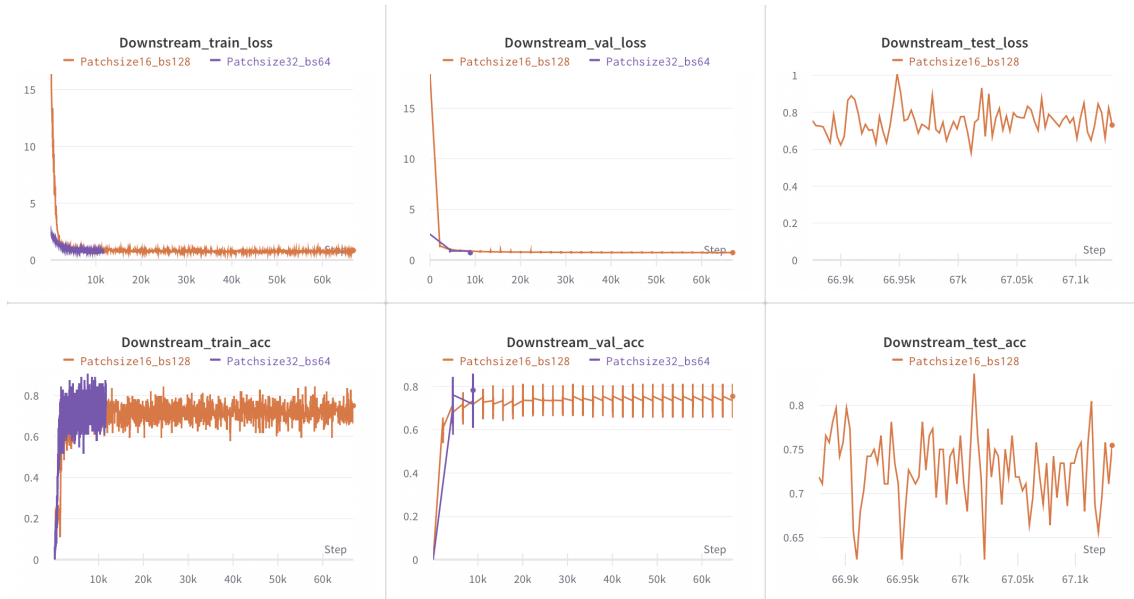 Downstream_train_loss
Patchsize16_bs128 Patchsize32_bs64
15
10
5
0
Step
10k 20k 30k 40k 50k 60k
Downstream_val_loss
Patchsize16_bs128 Patchsize32_bs64
15
10
5
0
Step
0 10k 20k 30k 40k 50k 60k
Downstream_test_loss
Patchsize16_bs128
1
0.8
0.6
0.4
0.2
0
Step
66.9k 66.95k 67k 67.05k 67.1k
Downstream_train_acc
Patchsize16_bs128 Patchsize32_bs64
0.8
0.6
0.4
0.2
0
Step
10k 20k 30k 40k 50k 60k
Downstream_val_acc
Patchsize16_bs128 Patchsize32_bs64
0.8
0.6
0.4
0.2
0
Step
10k 20k 30k 40k 50k 60k
Downstream_test_acc
Patchsize16_bs128
0.8
0.75
0.7
0.65
Step
66.9k 66.95k 67k 67.05k 67.1k